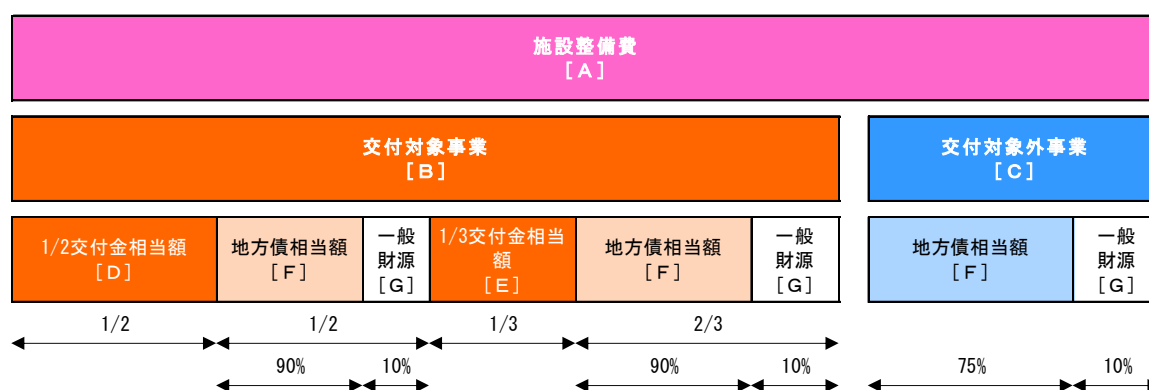 施設整備費
[A]
交付対象事業
[B]
交付対象外事業
[C]
1/2交付金相当額
[D]
地方債相当額
[F]
一般
財源
[G]
1/3交付金相当
額
[E]
地方債相当額
[F]
一般
財源
[G]
地方債相当額
[F]
一般
財源
[G]
1/2
1/2
1/3
2/3
90%
10%
90%
10%
75%
10%